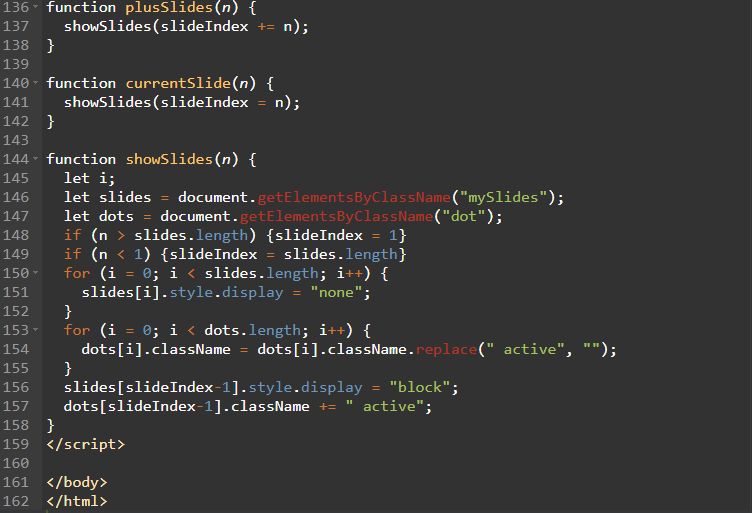 136 function plusSlides(n) {
137   showSlides(slideIndex += n);
138 }
139
140 function currentSlide(n) {
141   showSlides(slideIndex = n);
142 }
143
144 function showSlides(n) {
145   let i;
146   let slides = document.getElementsByClassName("mySlides");
147   let dots = document.getElementsByClassName("dot");
148   if (n > slides.length) {slideIndex = 1}
149   if (n < 1) {slideIndex = slides.length}
150   for (i = 0; i < slides.length; i++) {
151     slides[i].style.display = "none";
152   }
153   for (i = 0; i < dots.length; i++) {
154     dots[i].className = dots[i].className.replace(" active", "");
155   }
156   slides[slideIndex-1].style.display = "block";
157   dots[slideIndex-1].className += " active";
158 }
159 </script>
160
161 </body>
162 </html>